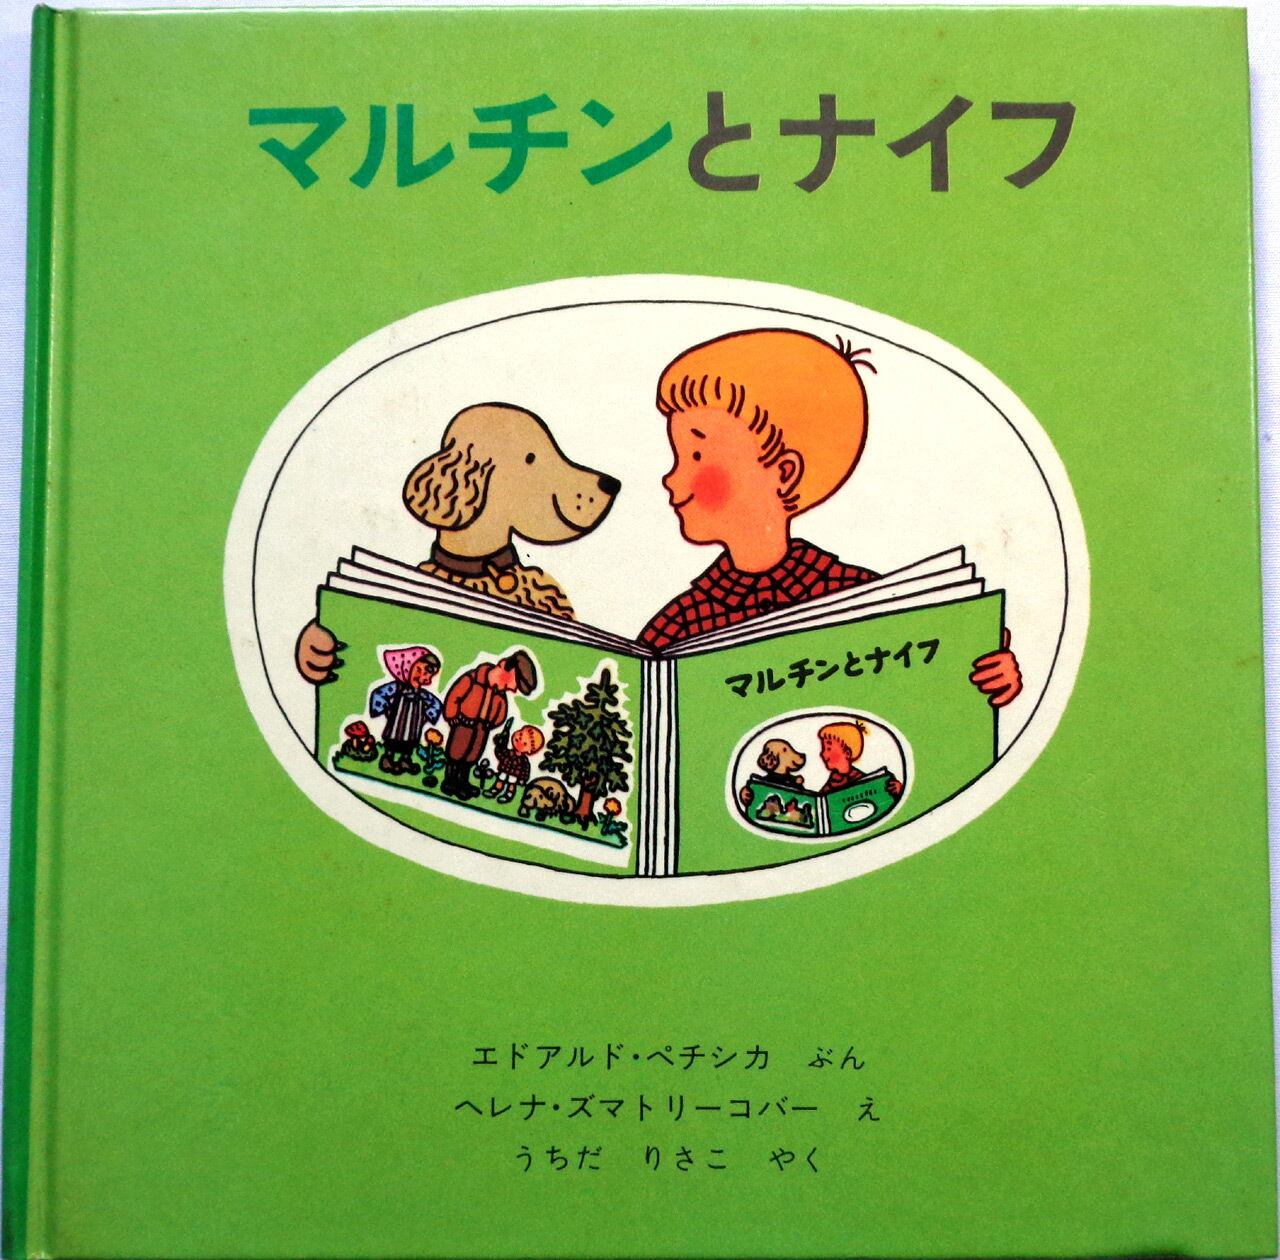 マルチンとナイフ
マルチンとナイフ
エドアルド・ペチシカ　ぶん
ヘレナ・ズマトリーコバー　え
うちだ　りさこ　やく